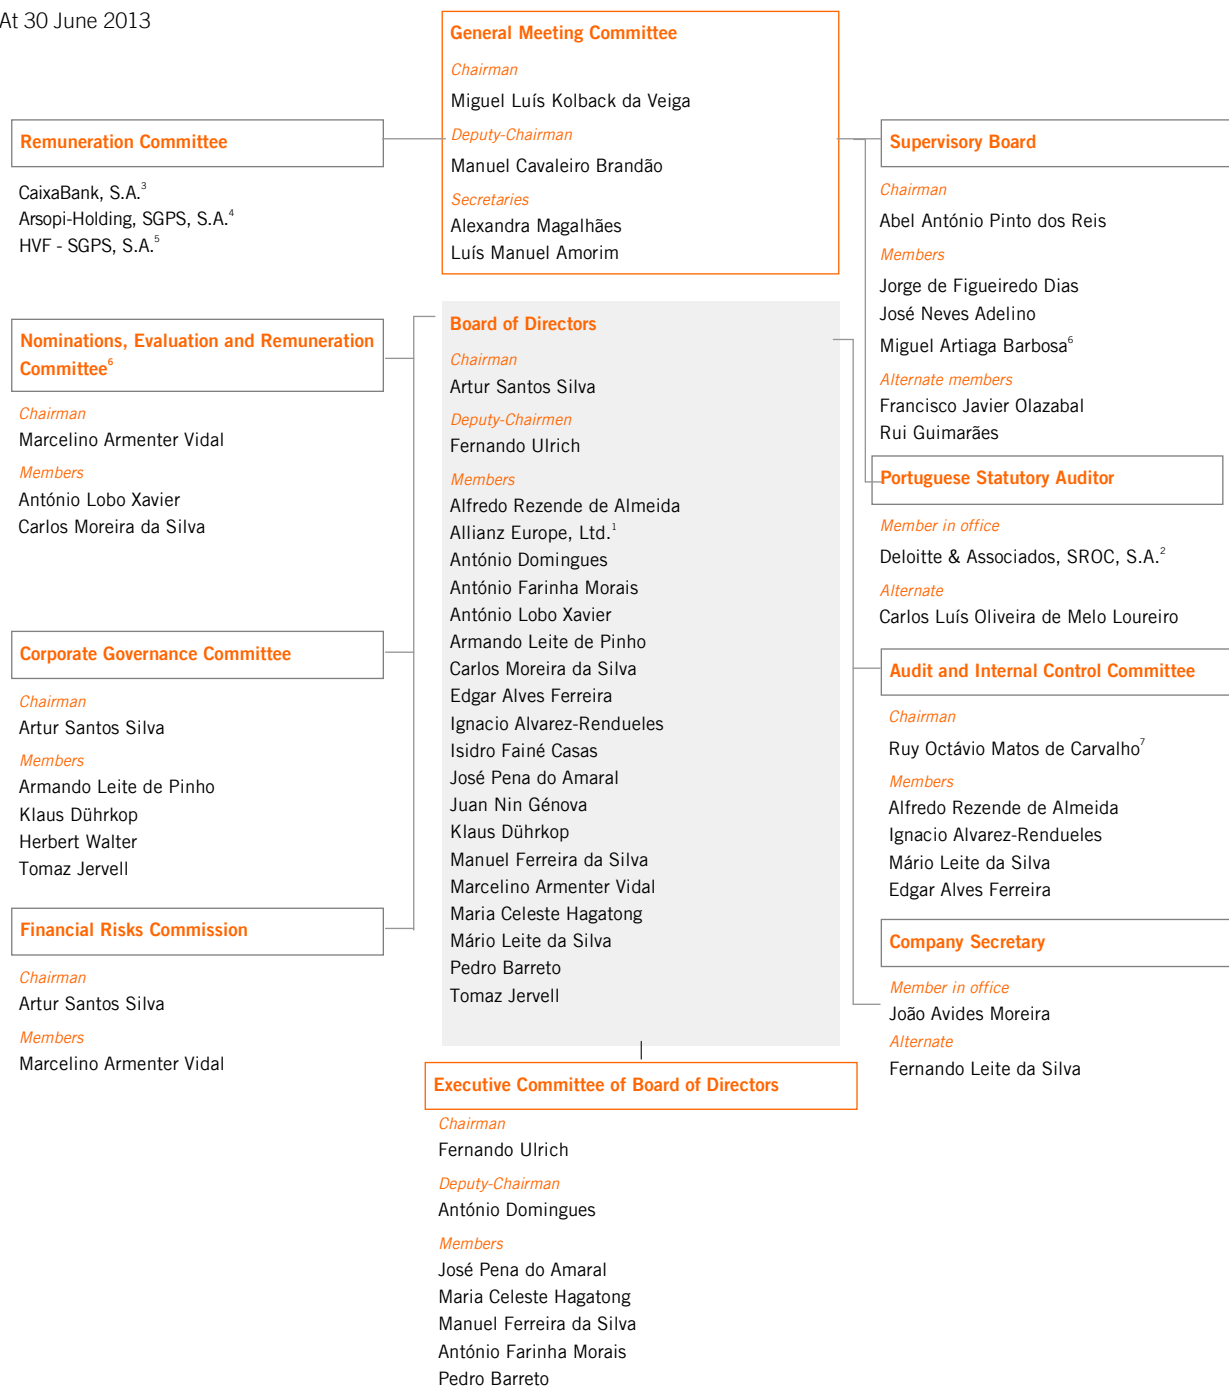 At 30 June 2013
General Meeting Committee
Chairman
Miguel Luís Kolback da Veiga
Deputy-Chairman
Manuel Cavaleiro Brandão
Secretaries
Alexandra Magalhães
Luís Manuel Amorim
Remuneration Committee
CaixaBank, S.A.3
Arsopi-Holding, SGPS, S.A.4
HVF - SGPS, S.A.5
Supervisory Board
Chairman
Abel António Pinto dos Reis
Members
Jorge de Figueiredo Dias
José Neves Adelino
Miguel Artiaga Barbosa6
Alternate members
Francisco Javier Olazabal
Rui Guimarães
Nominations, Evaluation and Remuneration
Committee6
Chairman
Marcelino Armenter Vidal
Members
António Lobo Xavier
Carlos Moreira da Silva
Board of Directors
Chairman
Artur Santos Silva
Deputy-Chairmen
Fernando Ulrich
Members
Alfredo Rezende de Almeida
Allianz Europe, Ltd.1
António Domingues
António Farinha Morais
António Lobo Xavier
Armando Leite de Pinho
Carlos Moreira da Silva
Edgar Alves Ferreira
Ignacio Alvarez-Rendueles
Isidro Fainé Casas
José Pena do Amaral
Juan Nin Génova
Klaus Dührkop
Manuel Ferreira da Silva
Marcelino Armenter Vidal
Maria Celeste Hagatong
Mário Leite da Silva
Pedro Barreto
Tomaz Jervell
Portuguese Statutory Auditor
Member in office
Deloitte & Associados, SROC, S.A.2
Alternate
Carlos Luís Oliveira de Melo Loureiro
Corporate Governance Committee
Chairman
Artur Santos Silva
Members
Armando Leite de Pinho
Klaus Dührkop
Herbert Walter
Tomaz Jervell
Audit and Internal Control Committee
Chairman
Ruy Octávio Matos de Carvalho7
Members
Alfredo Rezende de Almeida
Ignacio Alvarez-Rendueles
Mário Leite da Silva
Edgar Alves Ferreira
Financial Risks Commission
Chairman
Artur Santos Silva
Members
Marcelino Armenter Vidal
Company Secretary
Member in office
João Avides Moreira
Alternate
Fernando Leite da Silva
Executive Committee of Board of Directors
Chairman
Fernando Ulrich
Deputy-Chairman
António Domingues
Members
José Pena do Amaral
Maria Celeste Hagatong
Manuel Ferreira da Silva
António Farinha Morais
Pedro Barreto